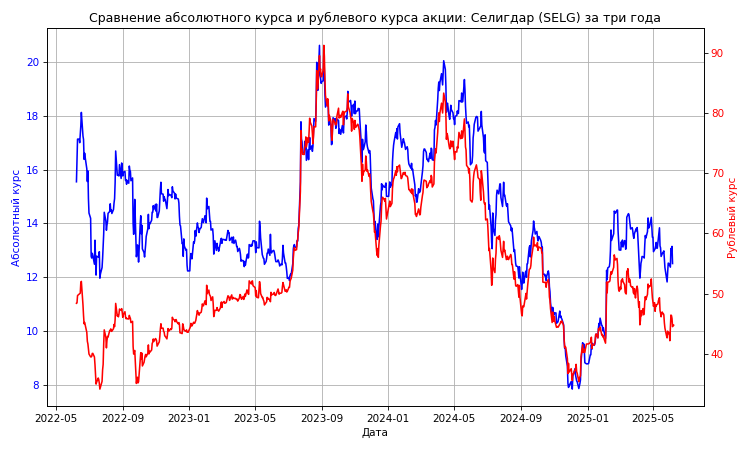 Сравнение абсолютного курса и рублевого курса акции: Селигдар (SELG) за три года
Абсолютный курс
20
18
16
14
12
10
8
90
80
70
60
50
40
Рублевый курс
2022-05 2022-09 2023-01 2023-05 2023-09 2024-01 2024-05 2024-09 2025-01 2025-05
Дата